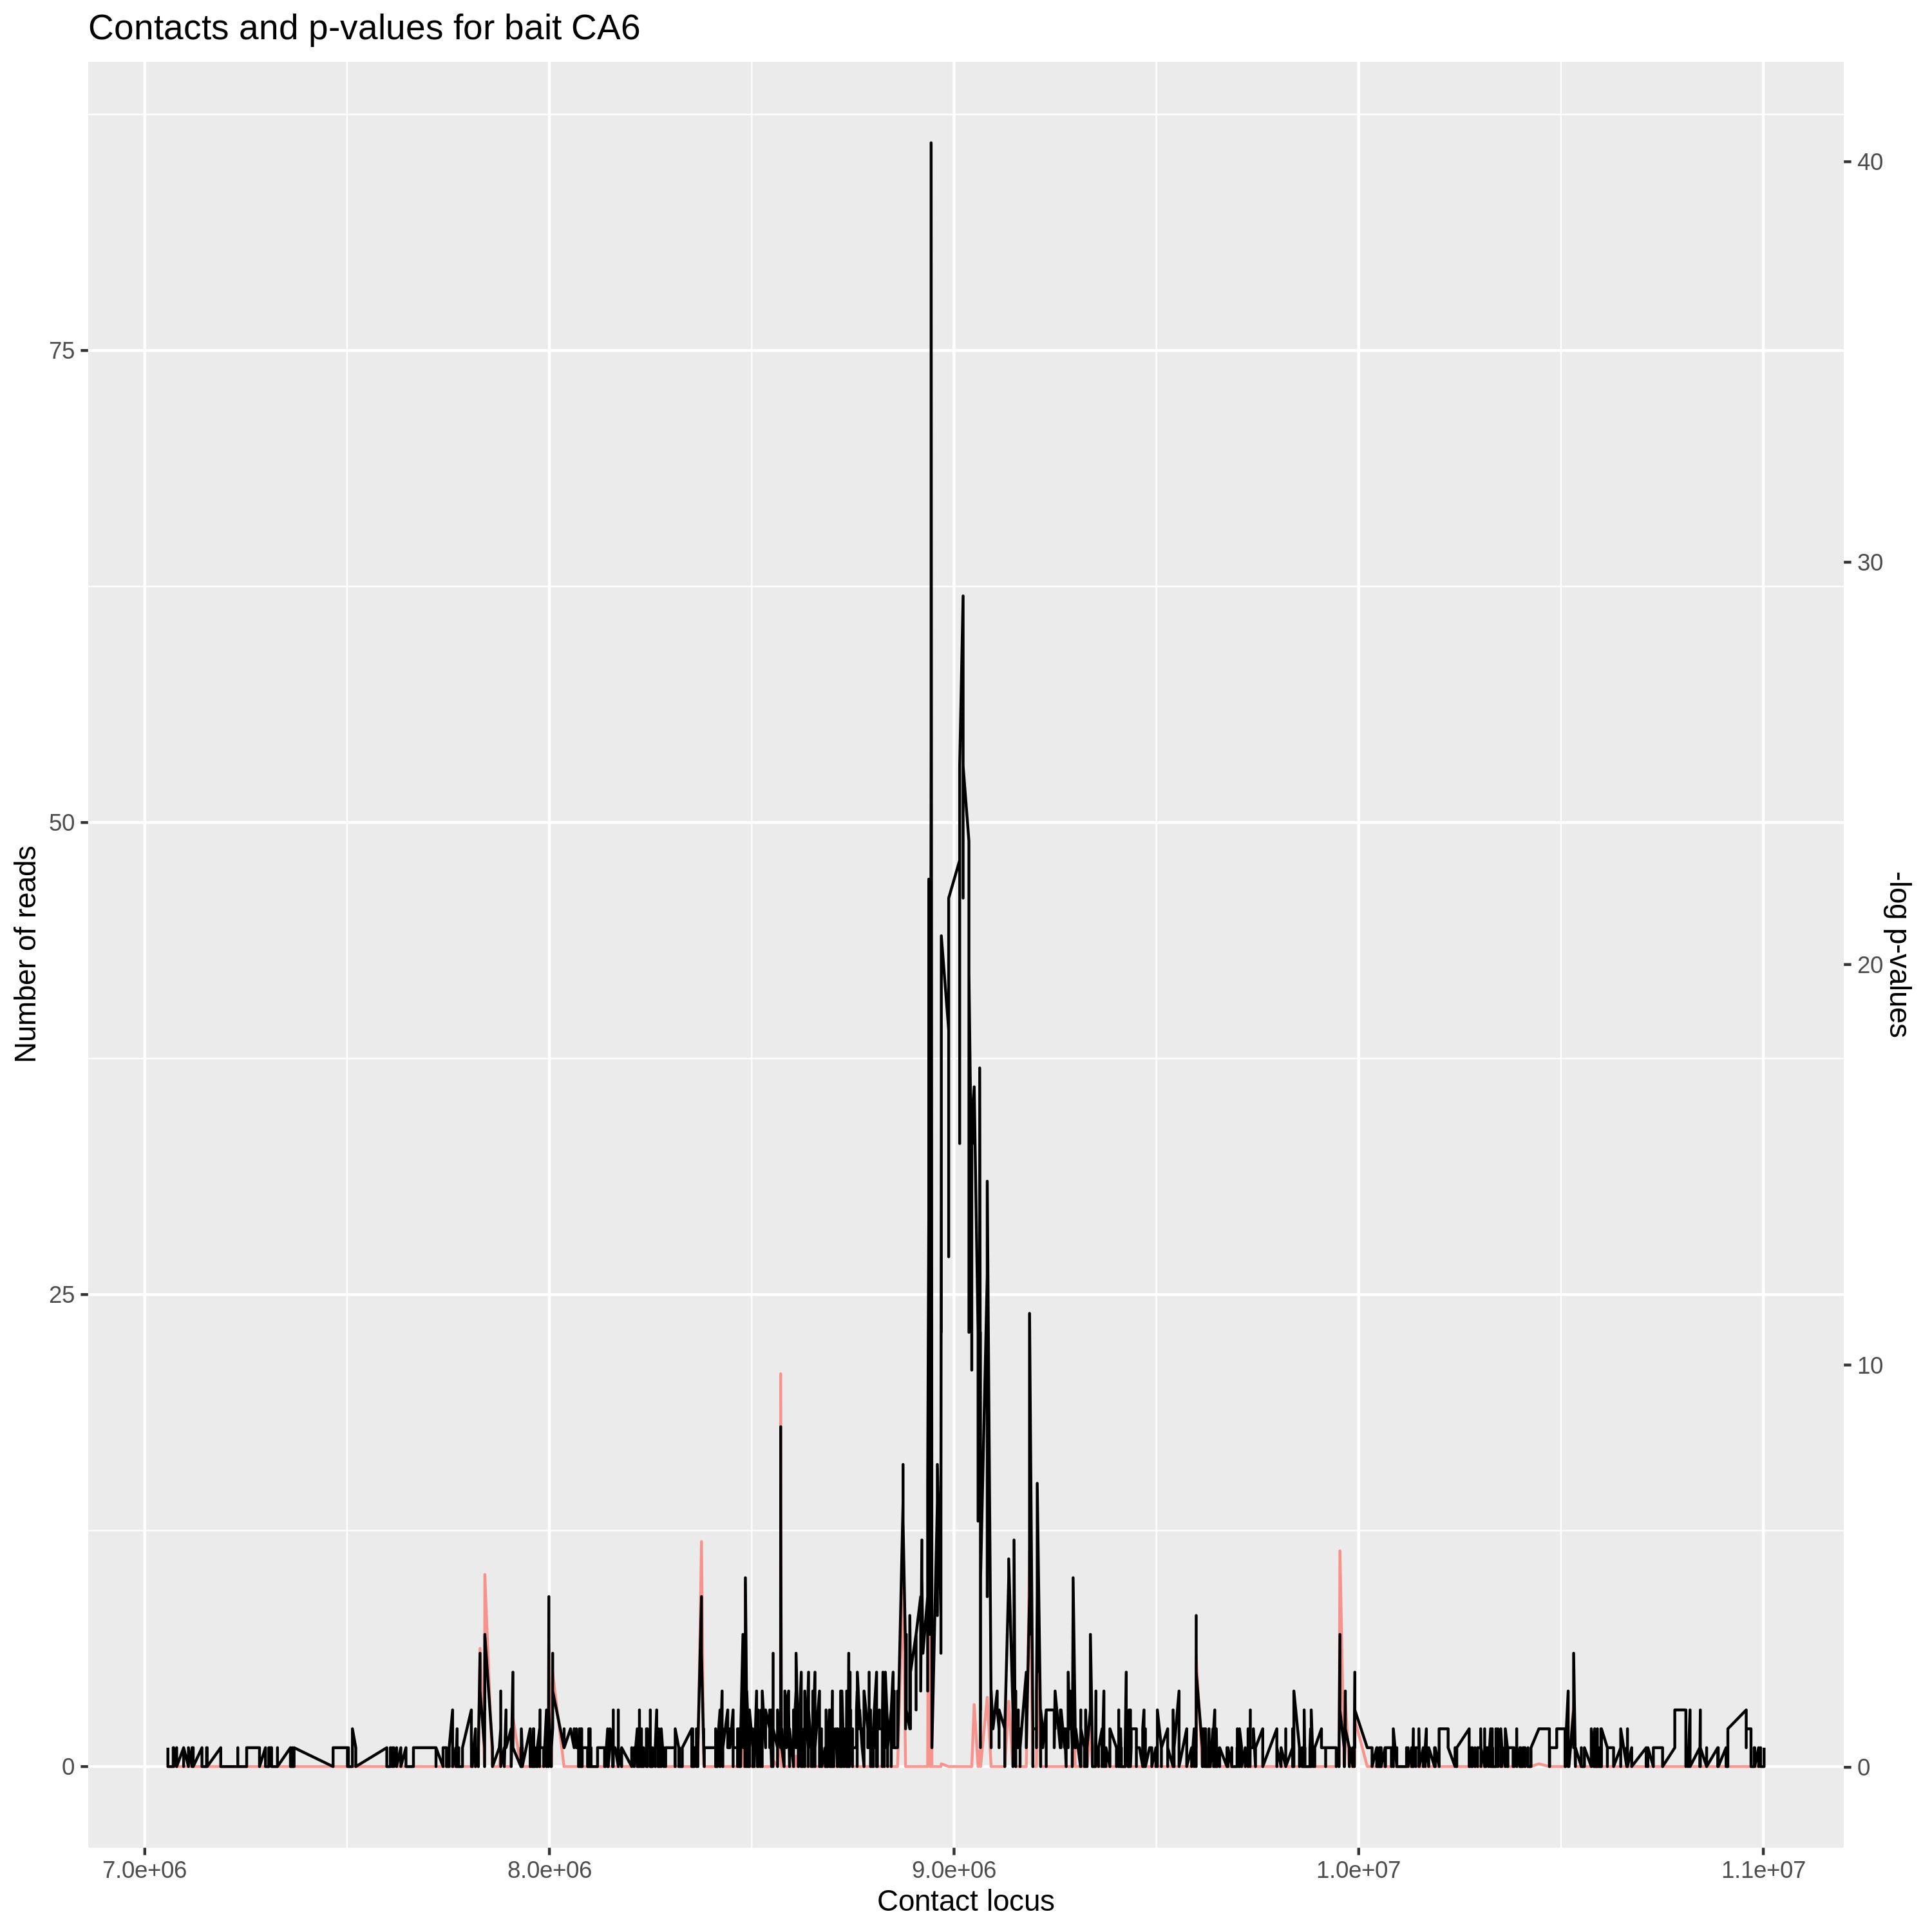 Contacts and p-values for bait CA6
Number of reads
75
50
25
0
40
30
20
10
0
-log p-values
7.0e+06 8.0e+06 9.0e+06 1.0e+07 1.1e+07
Contact locus